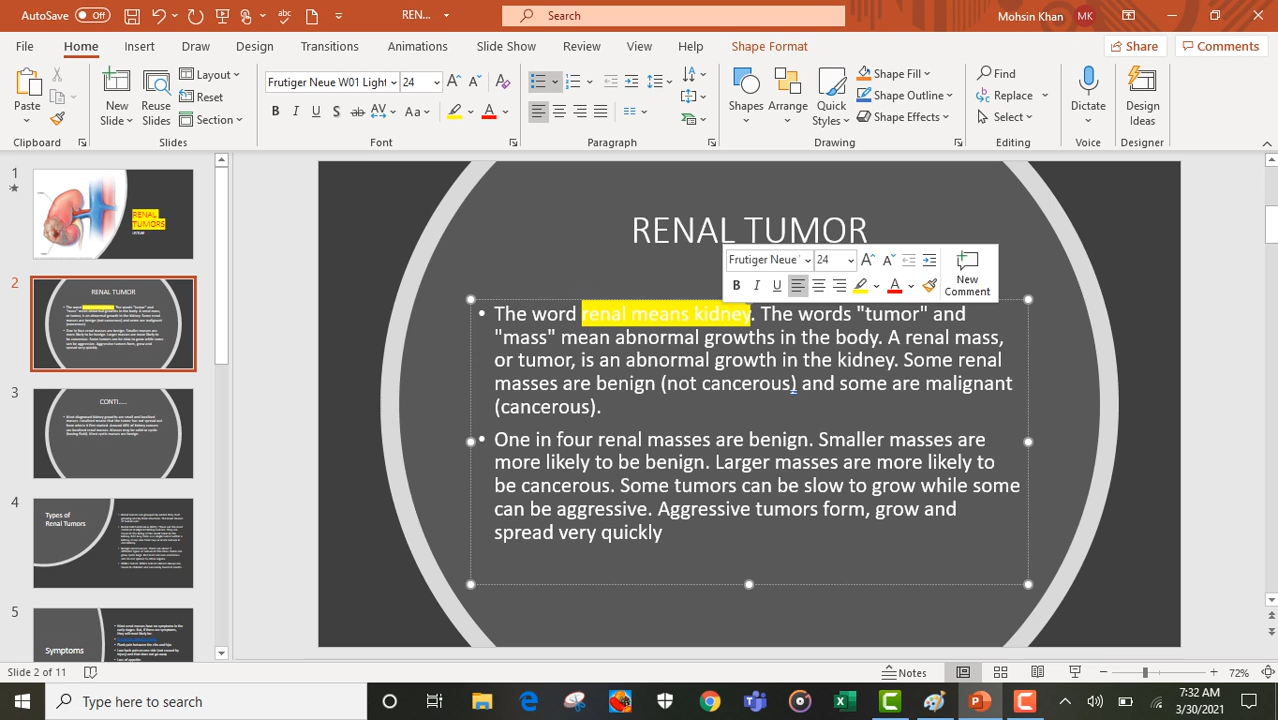 AutoSave Off
REN...
Search
Mohsin Khan MK
File Home Insert Draw Design Transitions Animations Slide Show Review View Help Shape Format
Share Comments
Paste
New Slide
Reuse Slides
Layout
Reset
Section
Frutiger Neue W01 Light 24
Shapes Arrange Quick Styles
Shape Fill
Shape Outline
Shape Effects
Find
Replace
Select
Dictate
Design Ideas
Clipboard Slides Font Paragraph Drawing Editing Voice Designer
1
RENAL
TUMORS
2
RENAL TUMOR
3
CONTI.....
4
Types of
Renal Tumors
5
Symptoms
RENAL TUMOR
Frutiger Neue 24
New
Comment
• The word renal means kidney. The words "tumor" and
"mass" mean abnormal growths in the body. A renal mass,
or tumor, is an abnormal growth in the kidney. Some renal
masses are benign (not cancerous) and some are malignant
(cancerous).
• One in four renal masses are benign. Smaller masses are
more likely to be benign. Larger masses are more likely to
be cancerous. Some tumors can be slow to grow while some
can be aggressive. Aggressive tumors form, grow and
spread very quickly
Slide 2 of 11
Notes
72%
Type here to search
7:32 AM
3/30/2021